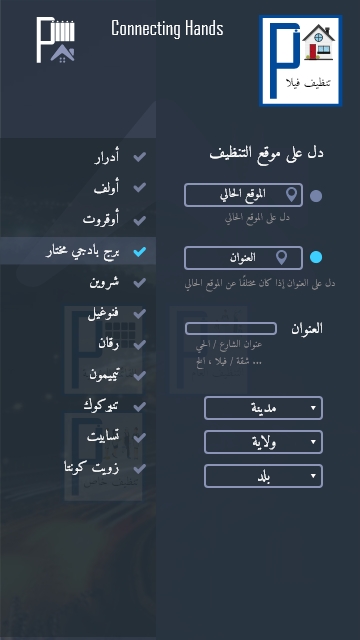 Connecting Hands
تنظيف فيلا
دل على موقع التنظيف
الموقع الحالي
دل على الموقع الحالي
العنوان
دل على العنوان إذا كان مختلفًا عن الموقع الحالي
العنوان
عنوان الشارع / الحي
شقة / فيلا ، الخ ...
مدينة
ولاية
بلد
أدرار
أولف
أوقروت
برج بادجي مختار
شروين
فنوغيل
رقان
تيميمون
تنيركوك
تسابيت
زويت كونتا